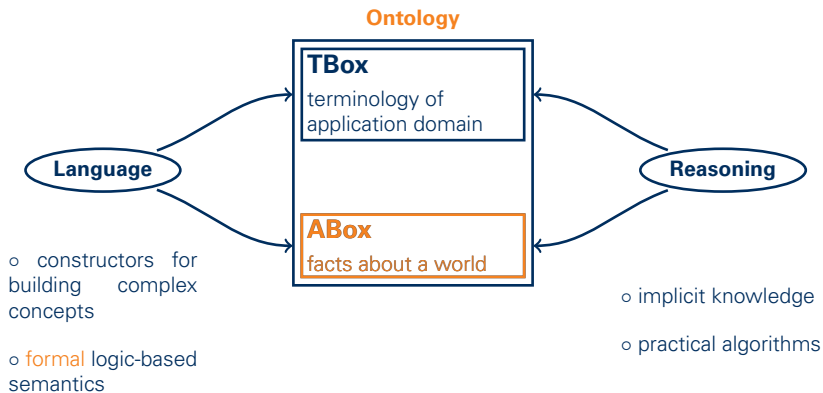 Ontology
TBox
terminology of
application domain
Language
Reasoning
ABox
facts about a world
○ constructors for
building complex
concepts
○ formal logic-based
semantics
○ implicit knowledge
○ practical algorithms